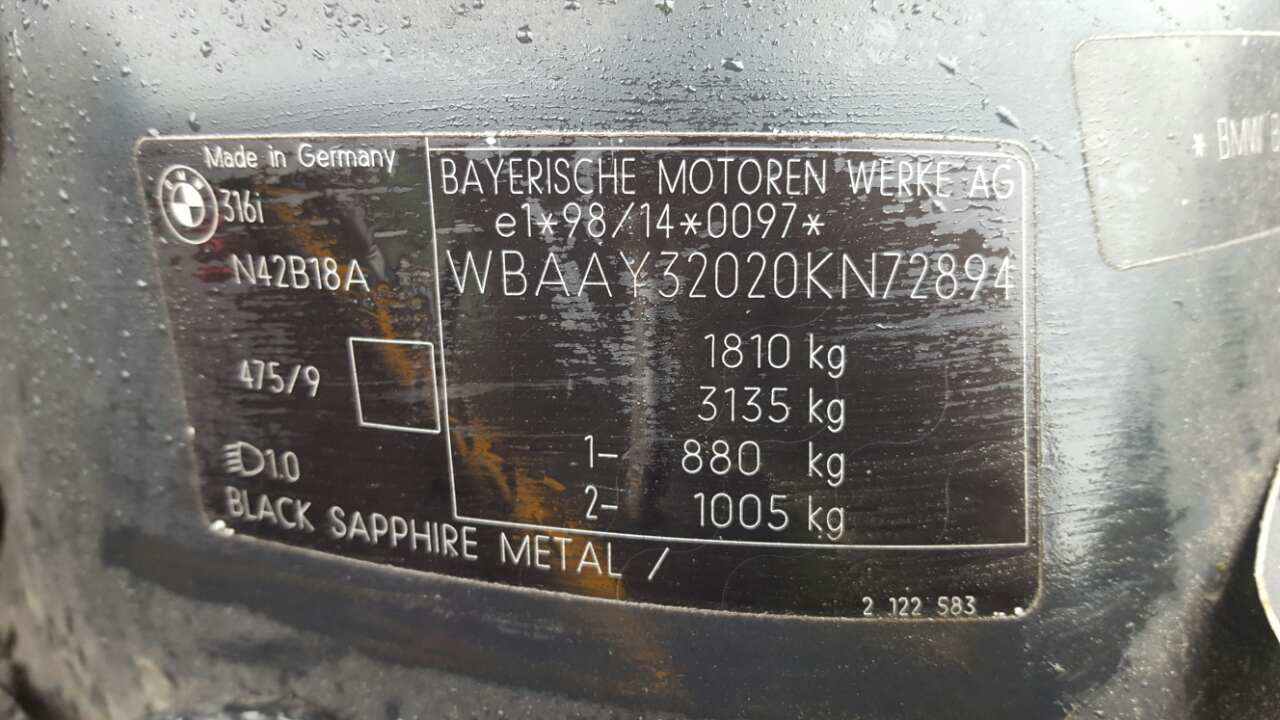 Made in Germany
316i
N42B18A
475/9
1.0
BLACK SAPPHIRE METAL /
BAYERISCHE MOTOREN WERKE AG
e1*98/14*0097*
WBAAY32020KN72894
1810 kg
3135 kg
1- 880 kg
2- 1005 kg
2 122 583
* BMW